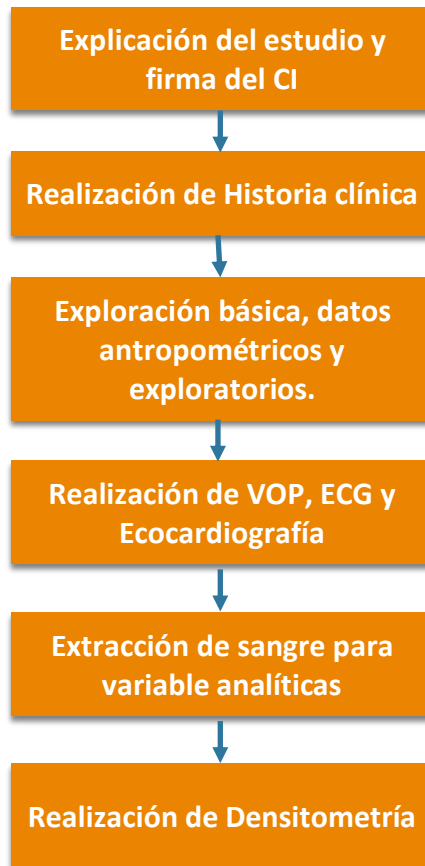 Explicación del estudio y
firma del CI
Realización de Historia clínica
Exploración básica, datos
antropométricos y
exploratorios.
Realización de VOP, ECG y
Ecocardiografía
Extracción de sangre para
variable analíticas
Realización de Densitometría